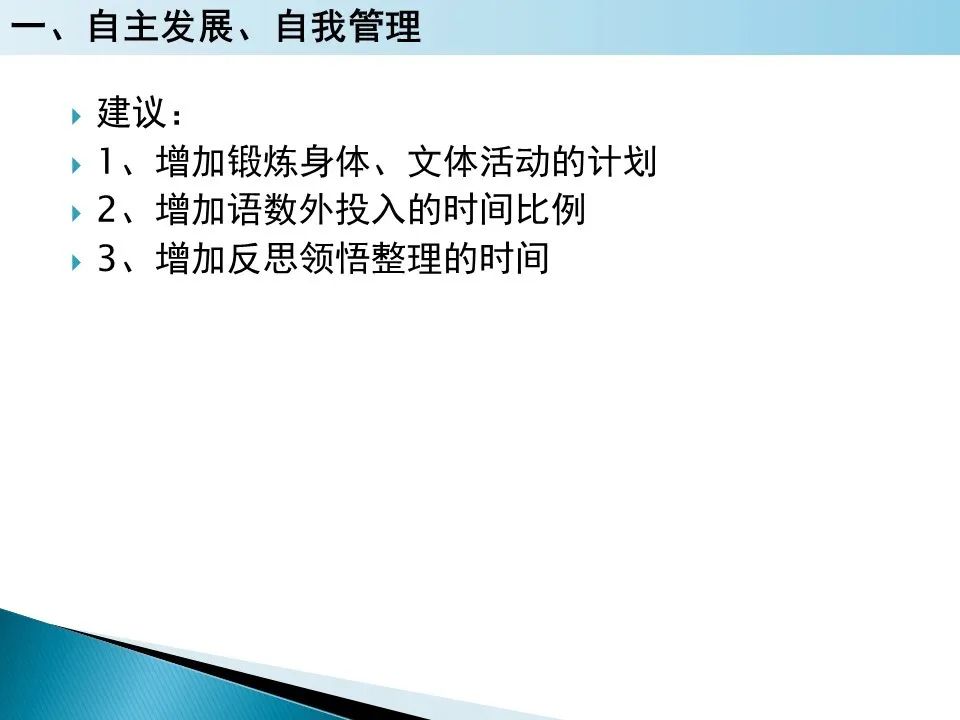 一、自主发展、自我管理
建议：
1、增加锻炼身体、文体活动的计划
2、增加语数外投入的时间比例
3、增加反思领悟整理的时间